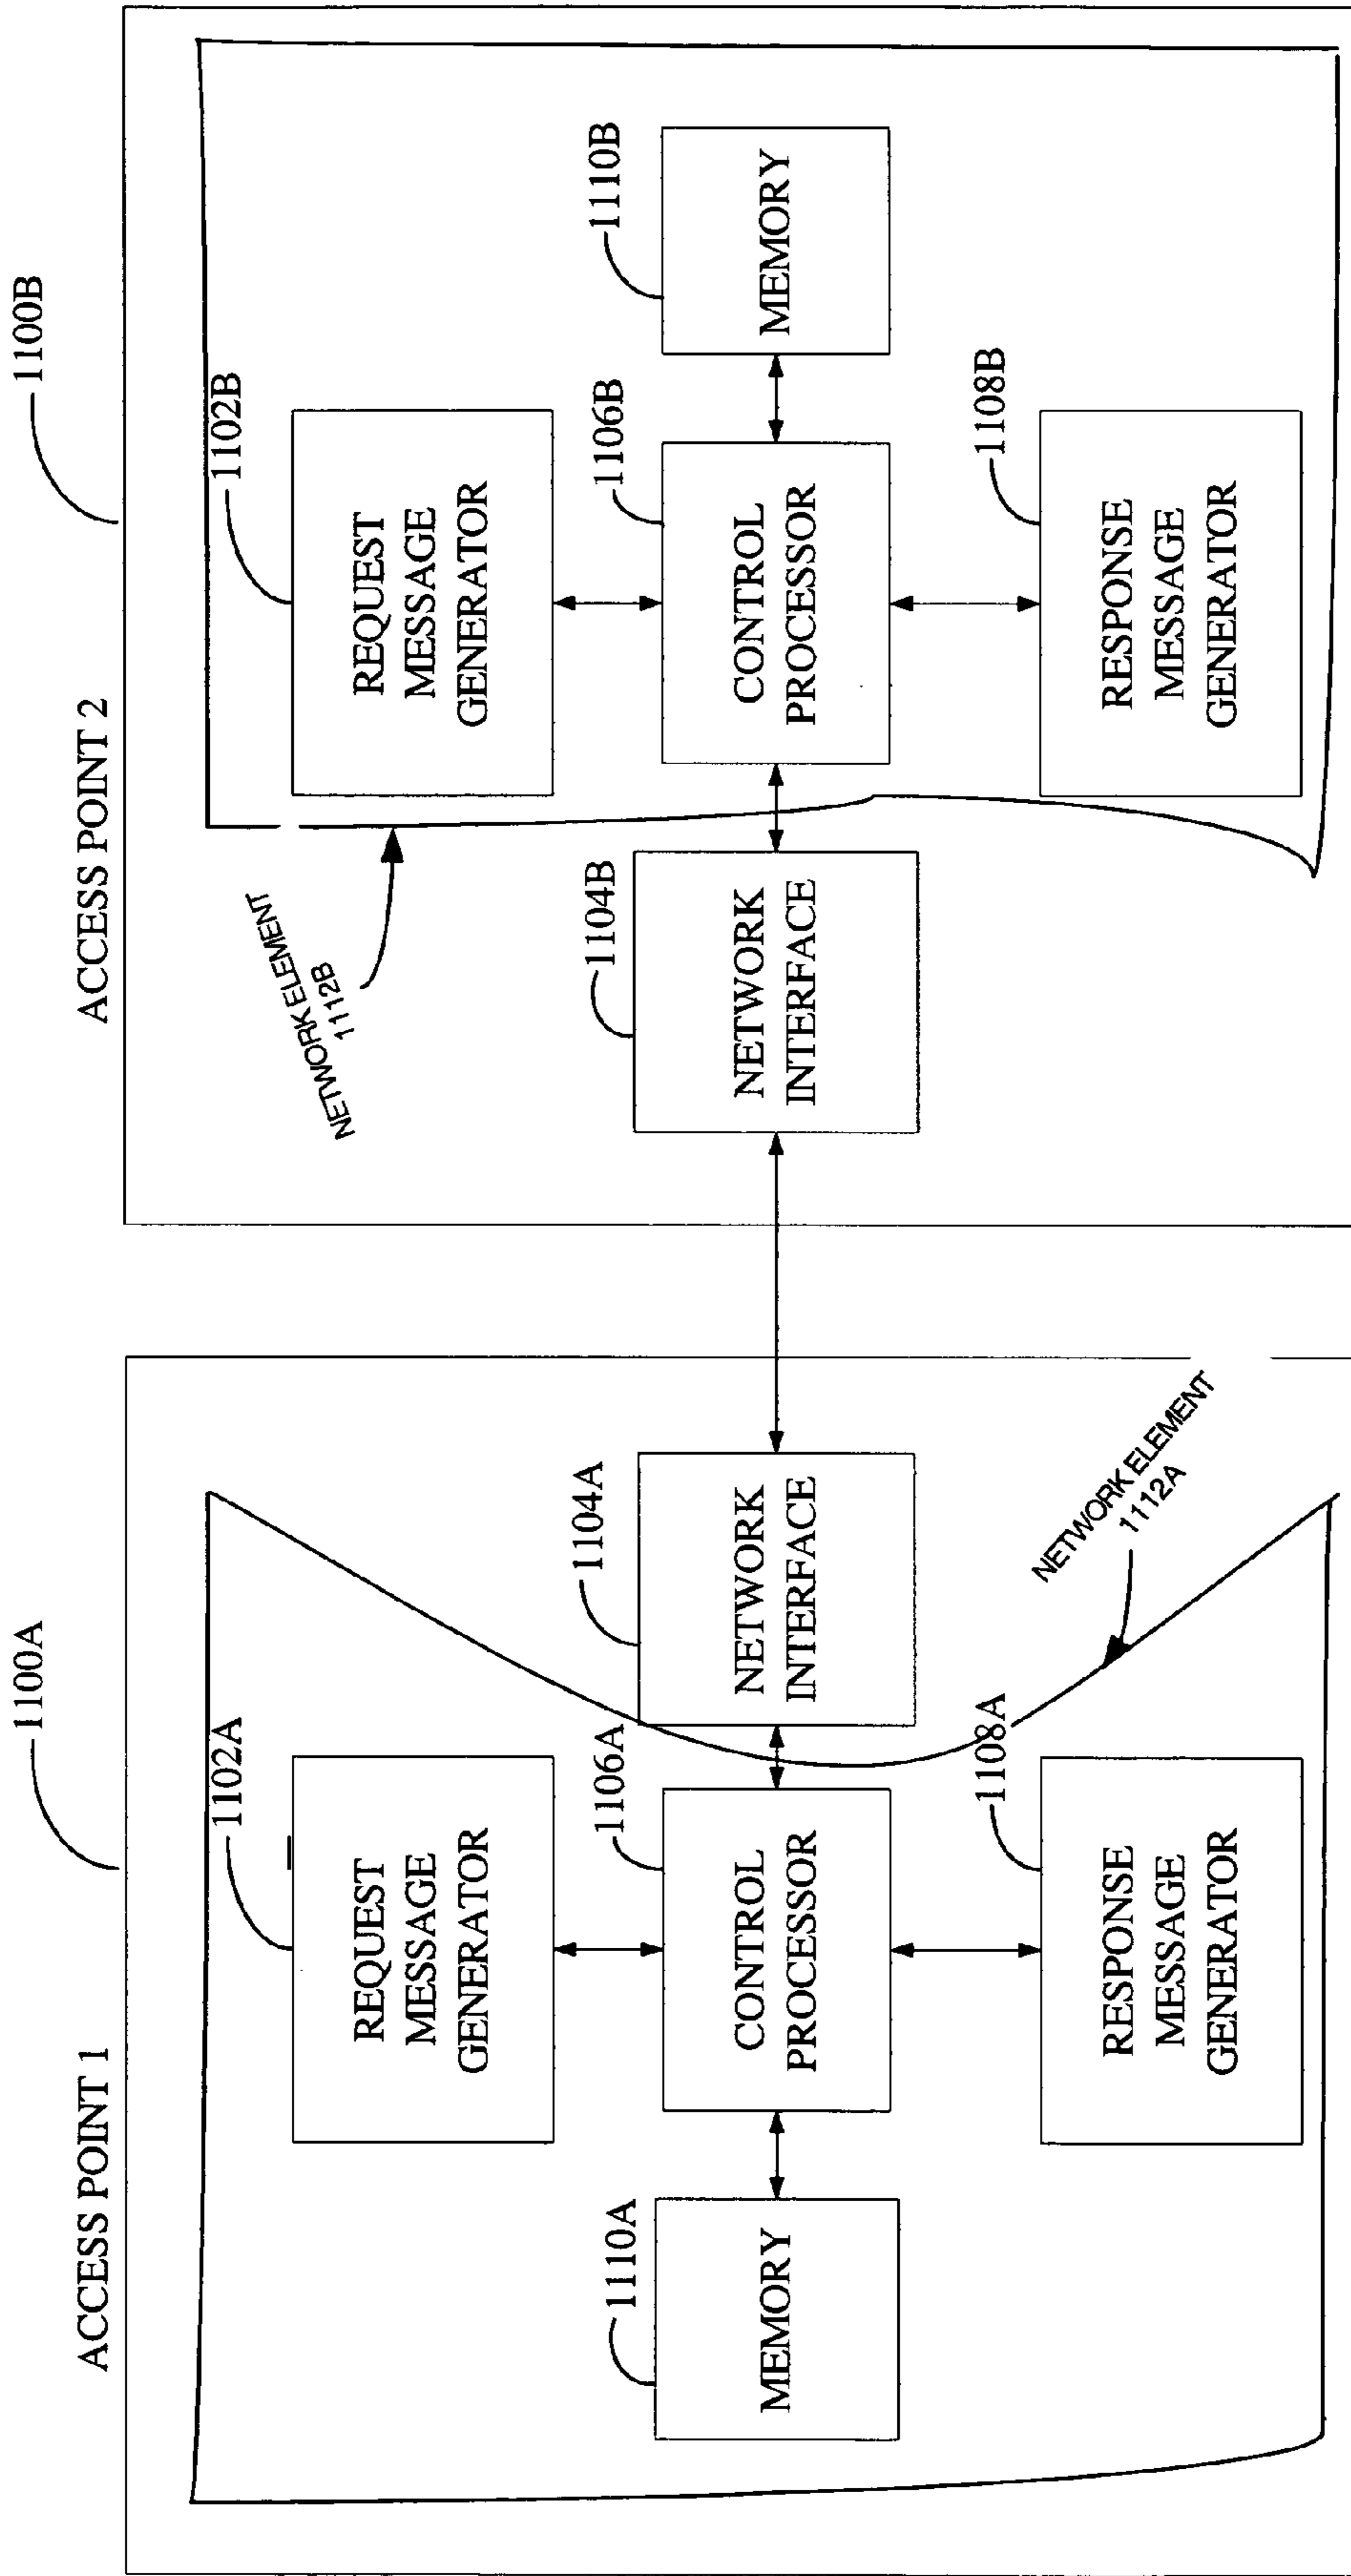 1100A
ACCESS POINT 1
1102A
REQUEST
MESSAGE
GENERATOR
1110A
MEMORY
1106A
CONTROL
PROCESSOR
1104A
NETWORK
INTERFACE
1108A
RESPONSE
MESSAGE
GENERATOR
NETWORK ELEMENT
1112A
1100B
ACCESS POINT 2
NETWORK ELEMENT
1112B
1102B
REQUEST
MESSAGE
GENERATOR
1104B
NETWORK
INTERFACE
1106B
CONTROL
PROCESSOR
1110B
MEMORY
1108B
RESPONSE
MESSAGE
GENERATOR